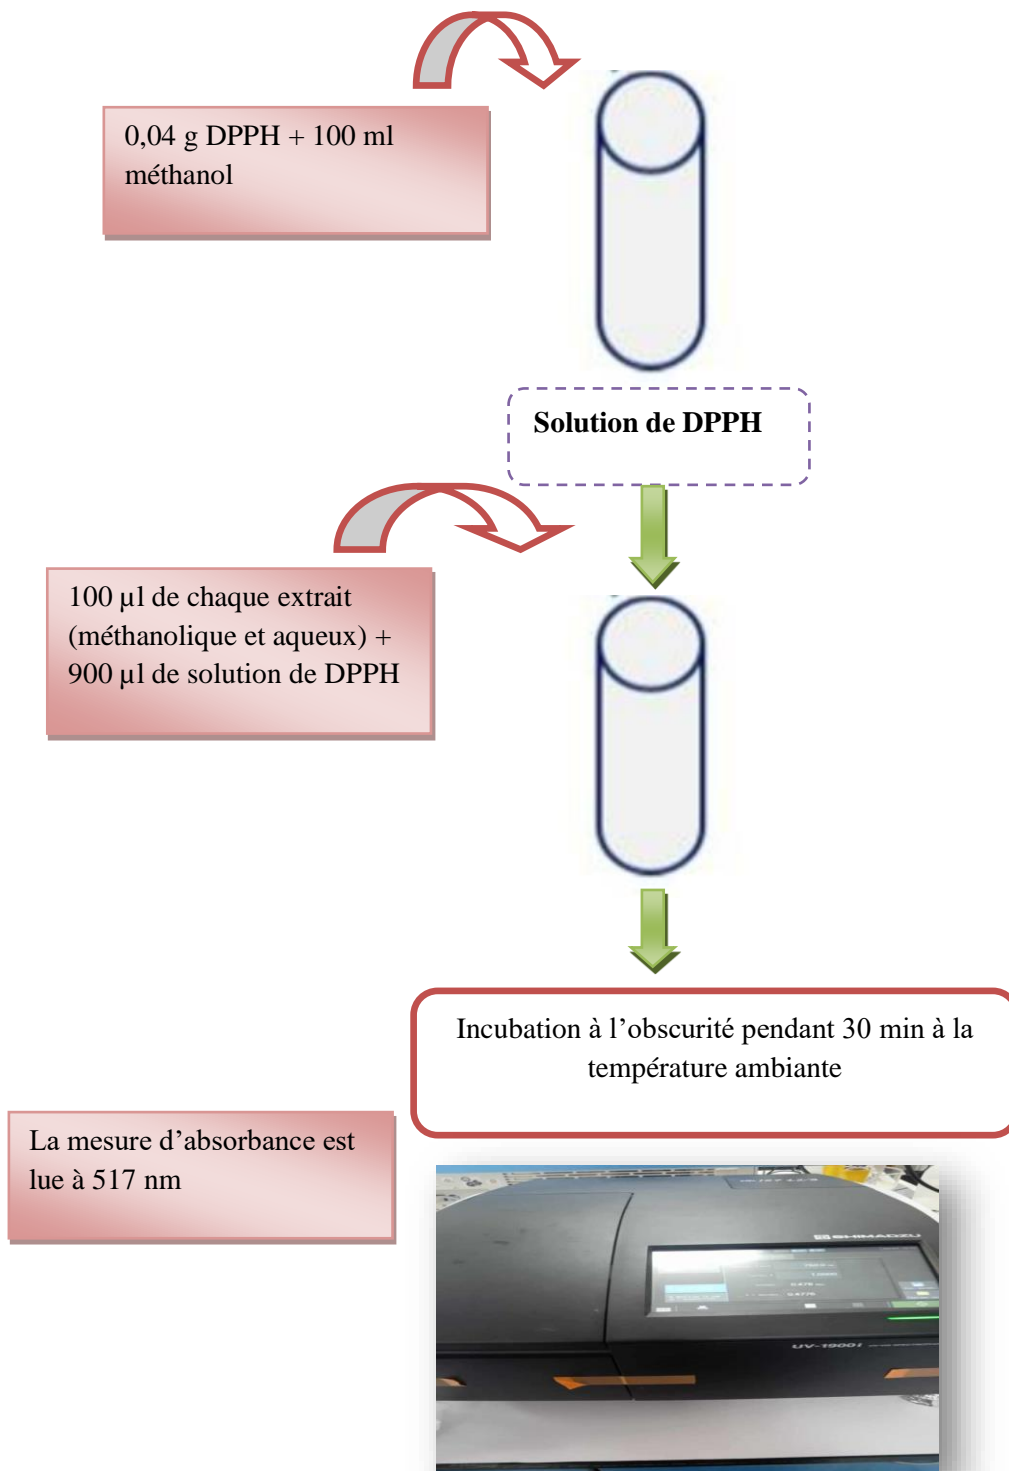 0,04 g DPPH + 100 ml
méthanol
Solution de DPPH
100 µl de chaque extrait
(méthanolique et aqueux) +
900 µl de solution de DPPH
Incubation à l’obscurité pendant 30 min à la
température ambiante
La mesure d’absorbance est
lue à 517 nm
SHIMADZU
UV-1900i